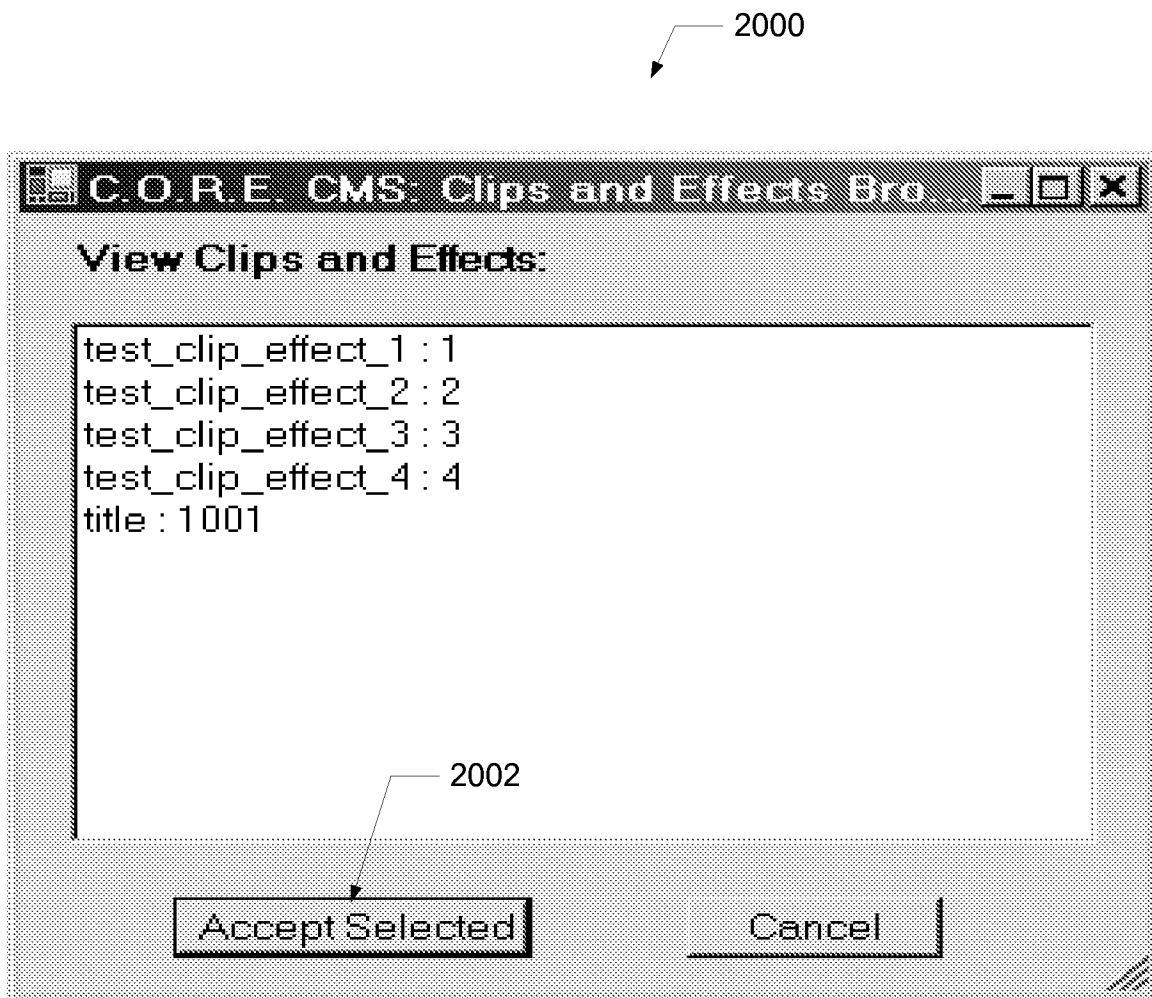 2000
C.O.R.E. CMS: Clips and Effects Bro...
View Clips and Effects:
test_clip_effect_1 : 1
test_clip_effect_2 : 2
test_clip_effect_3 : 3
test_clip_effect_4 : 4
title : 1001
2002
Accept Selected
Cancel